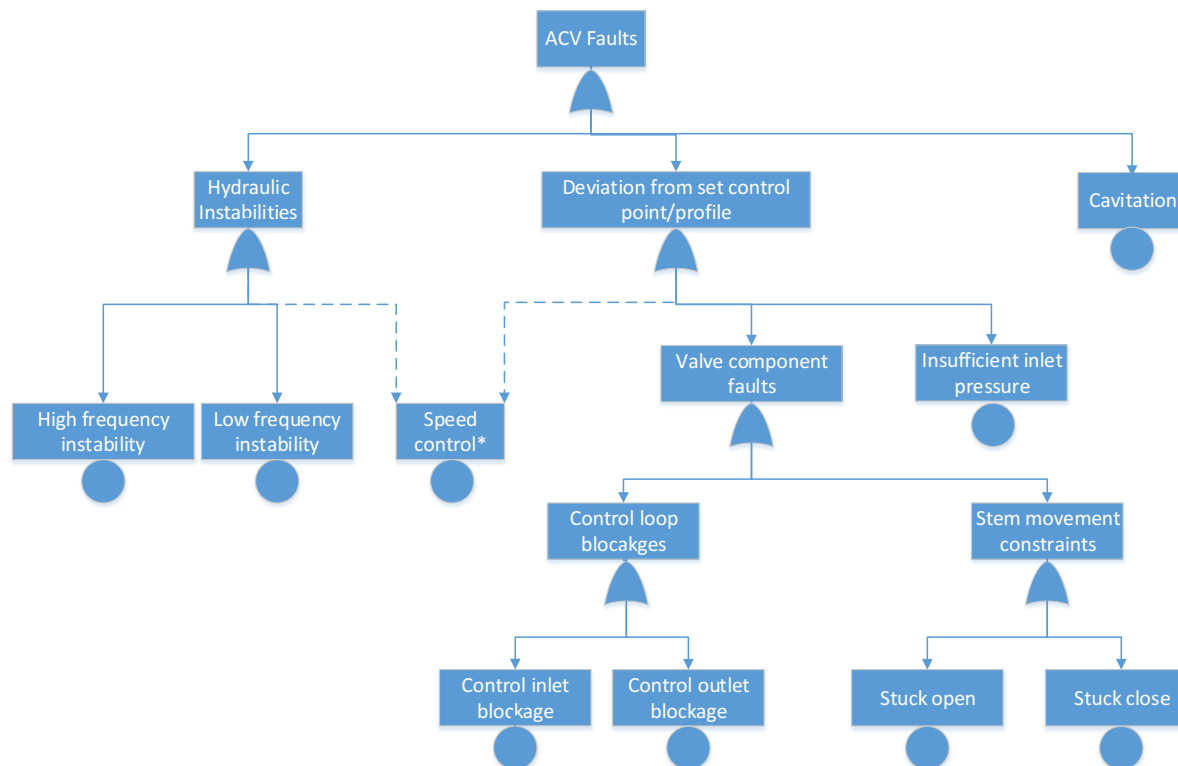 ACV Faults
Hydraulic
Instabilities
Deviation from set control
point/profile
Cavitation
Valve component
faults
Insufficient inlet
pressure
High frequency
instability
Low frequency
instability
Speed
control*
Control loop
blocakges
Stem movement
constraints
Control inlet
blockage
Control outlet
blockage
Stuck open
Stuck close